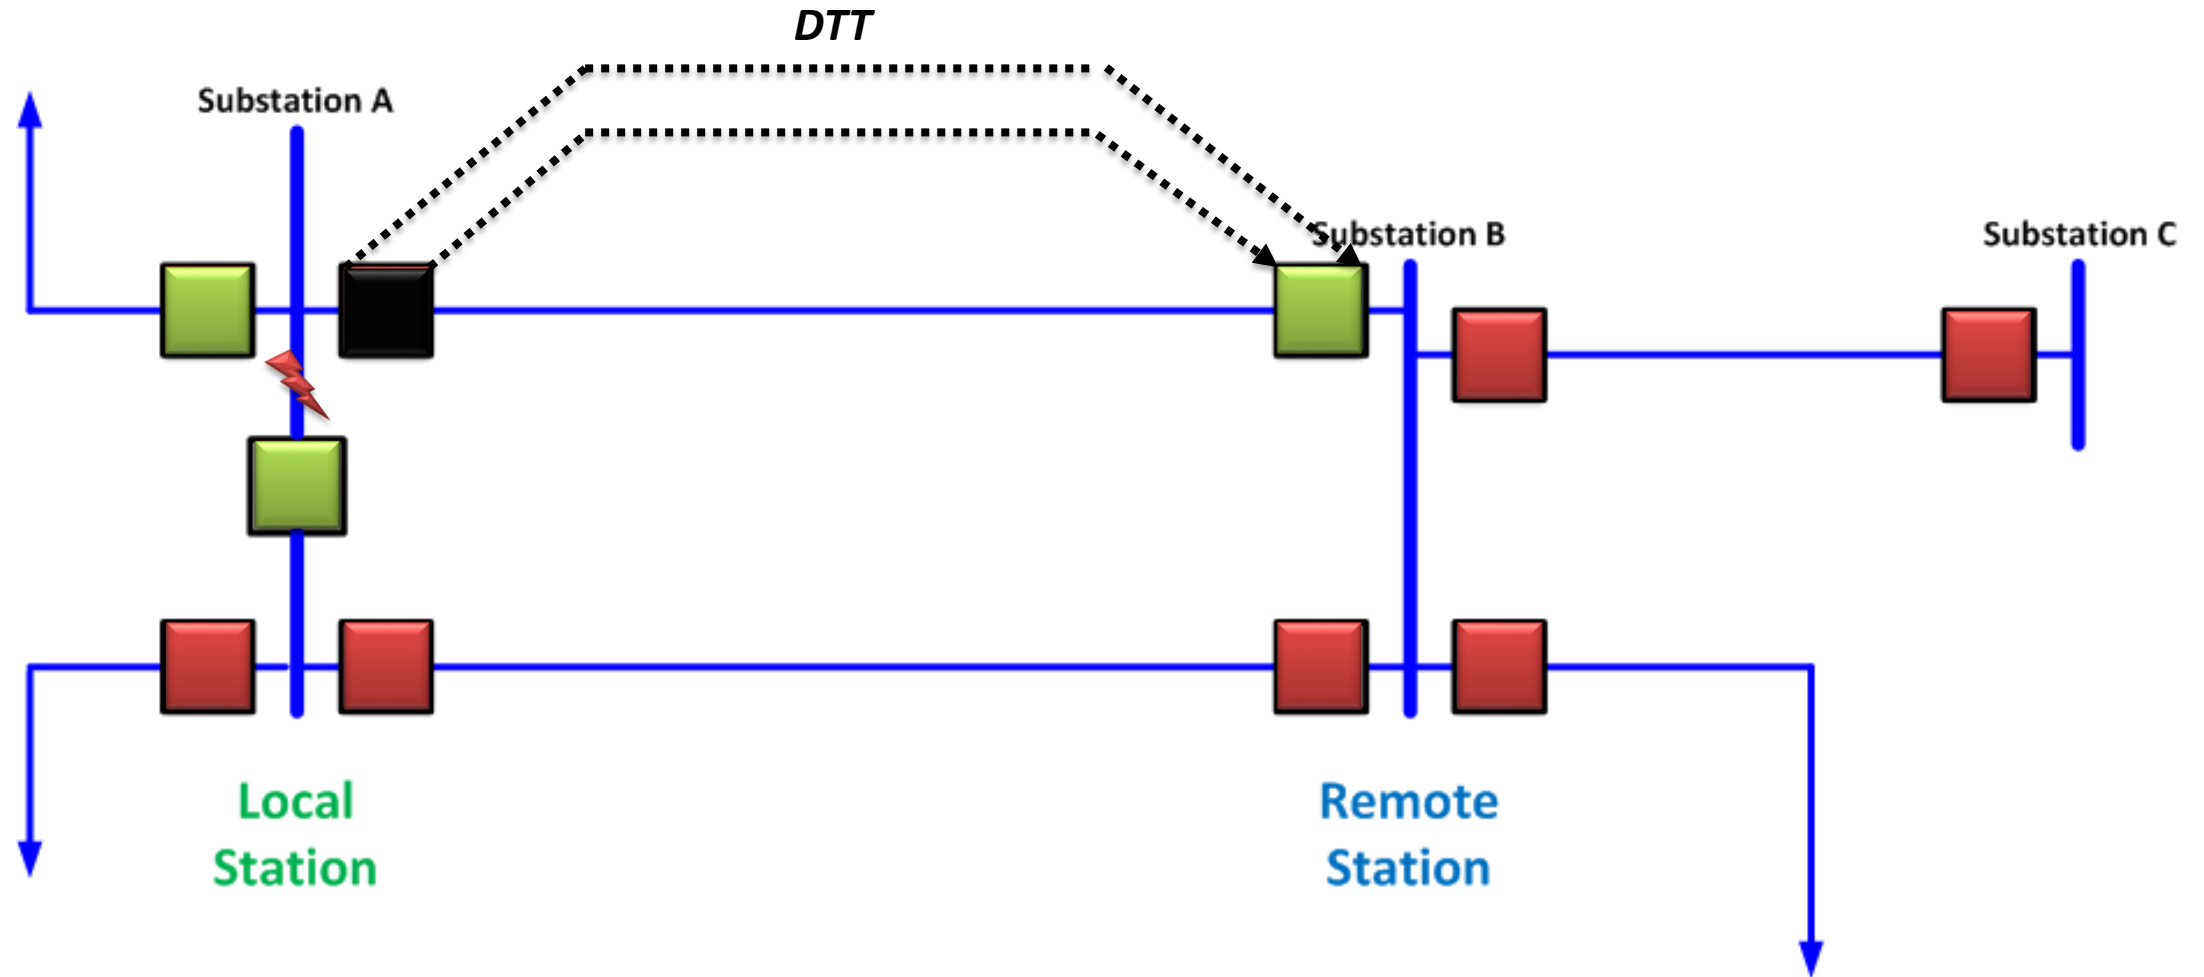 DTT
Substation A
Substation B
Substation C
Local
Station
Remote
Station